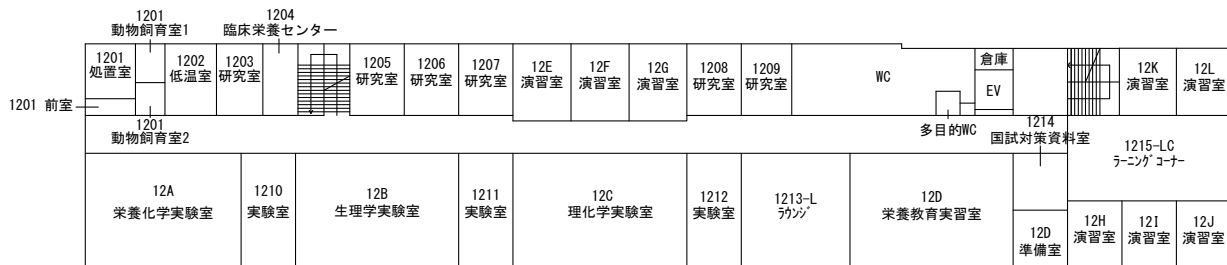 1201
動物飼育室1
1204
臨床栄養センター
1201
処置室
1202
低温室
1203
研究室
1205
研究室
1206
研究室
1207
研究室
12E
演習室
12F
演習室
12G
演習室
1208
研究室
1209
研究室
WC
倉庫
EV
12K
演習室
12L
演習室
1201 前室
1201
動物飼育室2
多目的WC
1214
国試対策資料室
1215-LC
ﾗｰﾆﾝｸﾞｺｰﾅｰ
12A
栄養化学実験室
1210
実験室
12B
生理学実験室
1211
実験室
12C
理化学実験室
1212
実験室
1213-L
ﾗｳﾝｼﾞ
12D
栄養教育実習室
12D
準備室
12H
演習室
12I
演習室
12J
演習室